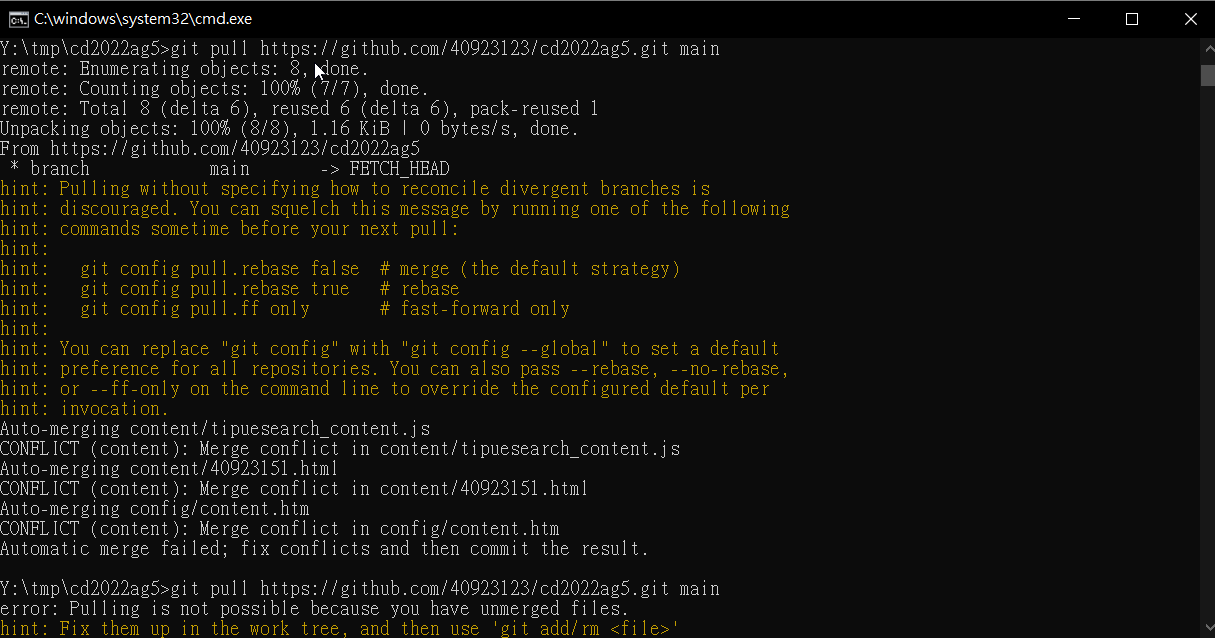 C:\windows\system32\cmd.exe
Y:\tmp\cd2022ag5>git pull https://github.com/40923123/cd2022ag5.git main
remote: Enumerating objects: 8, done.
remote: Counting objects: 100% (7/7), done.
remote: Total 8 (delta 6), reused 6 (delta 6), pack-reused 1
Unpacking objects: 100% (8/8), 1.16 KiB | 0 bytes/s, done.
From https://github.com/40923123/cd2022ag5
 * branch            main       -> FETCH_HEAD
hint: Pulling without specifying how to reconcile divergent branches is
hint: discouraged. You can squelch this message by running one of the following
hint: commands sometime before your next pull:
hint:
hint:   git config pull.rebase false  # merge (the default strategy)
hint:   git config pull.rebase true   # rebase
hint:   git config pull.ff only       # fast-forward only
hint:
hint: You can replace "git config" with "git config --global" to set a default
hint: preference for all repositories. You can also pass --rebase, --no-rebase,
hint: or --ff-only on the command line to override the configured default per
hint: invocation.
Auto-merging content/tipuesearch_content.js
CONFLICT (content): Merge conflict in content/tipuesearch_content.js
Auto-merging content/40923151.html
CONFLICT (content): Merge conflict in content/40923151.html
Auto-merging config/content.htm
CONFLICT (content): Merge conflict in config/content.htm
Automatic merge failed; fix conflicts and then commit the result.
Y:\tmp\cd2022ag5>git pull https://github.com/40923123/cd2022ag5.git main
error: Pulling is not possible because you have unmerged files.
hint: Fix them up in the work tree, and then use 'git add/rm <file>'